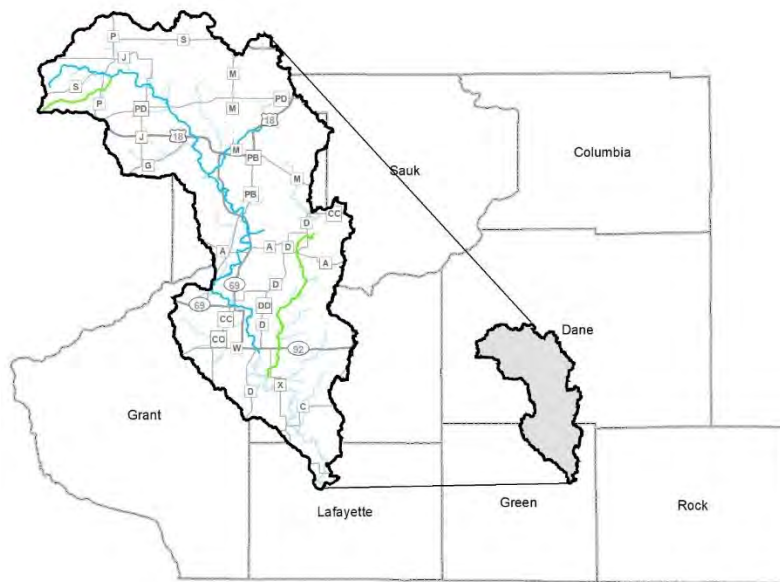 P
S
J
M
S
P
PD
M
PD
18
J
18
M
PB
G
M
Sauk
Columbia
PB
CC
D
A
A
D
A
69
D
69
DD
CC
D
Dane
CO
W
92
D
X
C
Grant
Lafayette
Green
Rock